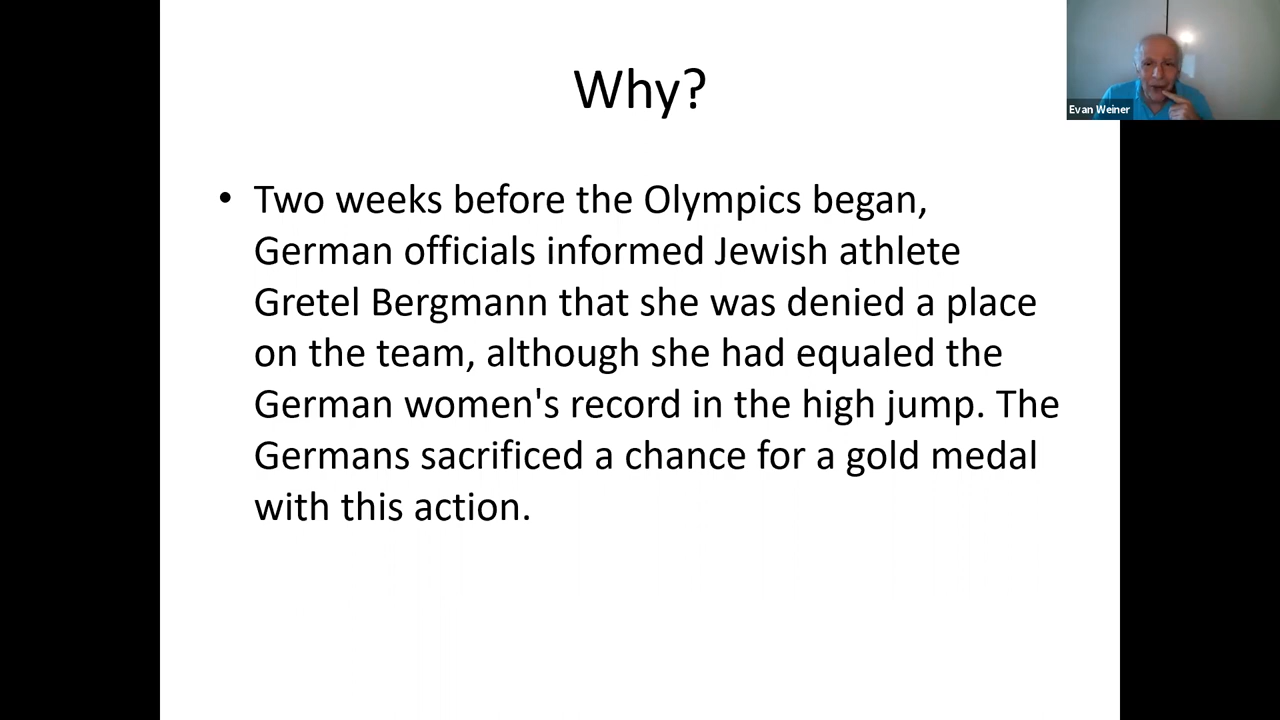 Why?
Evan Weiner
• Two weeks before the Olympics began,
German officials informed Jewish athlete
Gretel Bergmann that she was denied a place
on the team, although she had equaled the
German women's record in the high jump. The
Germans sacrificed a chance for a gold medal
with this action.